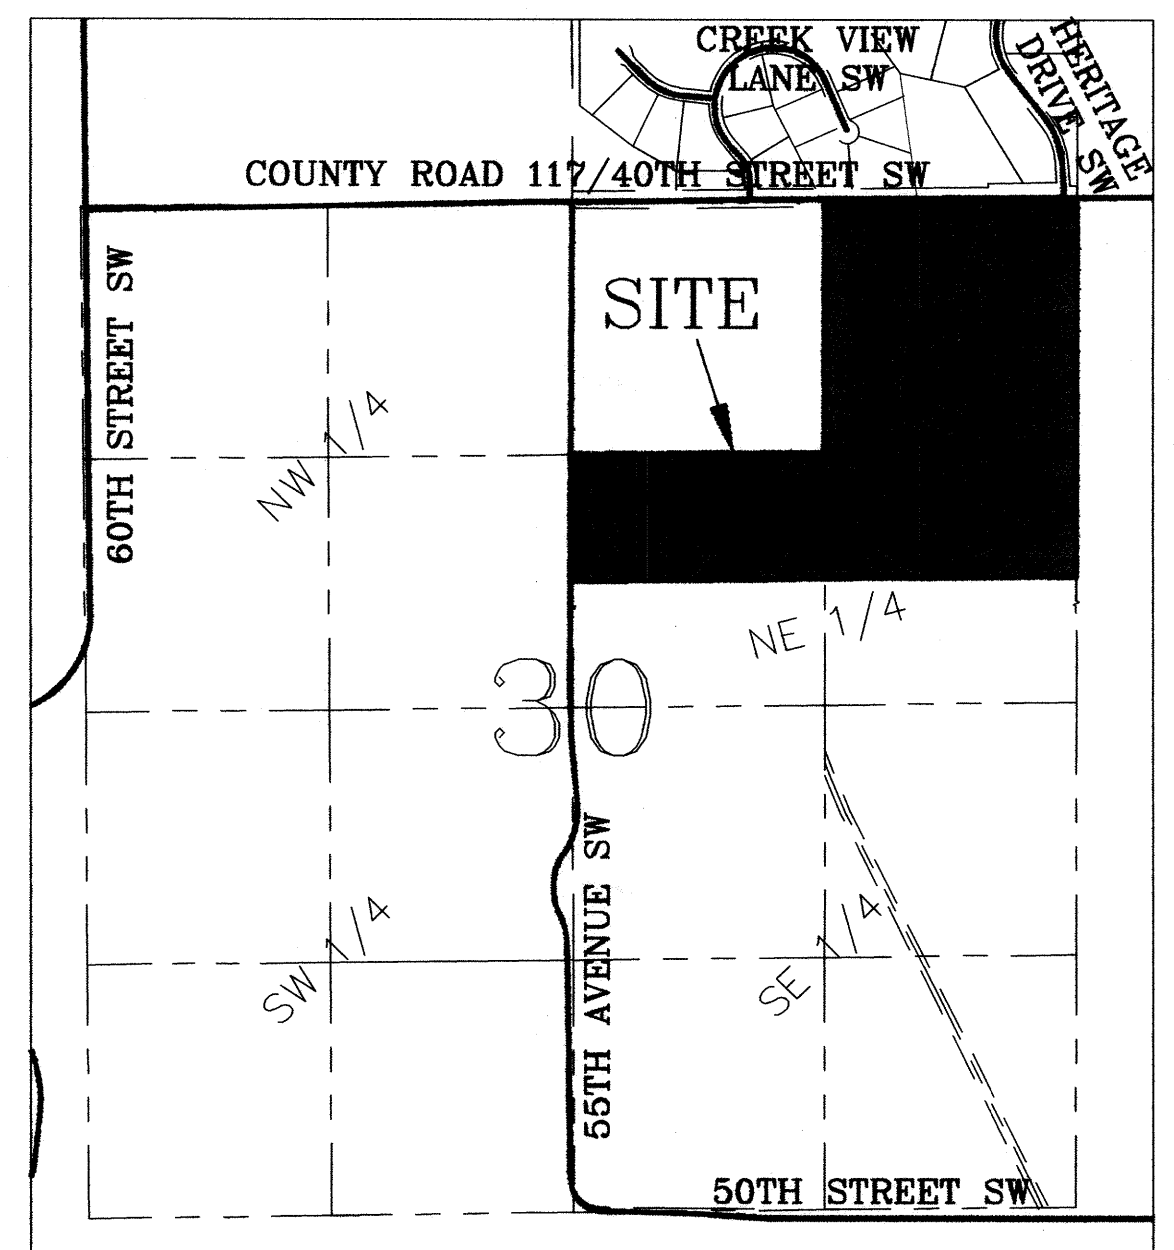 CREEK VIEW
LANE SW
HERITAGE
DRIVE SW
COUNTY ROAD 117/40TH STREET SW
60TH STREET SW
SITE
NW 1/4
NE 1/4
30
55TH AVENUE SW
SW 1/4
SE 1/4
50TH STREET SW